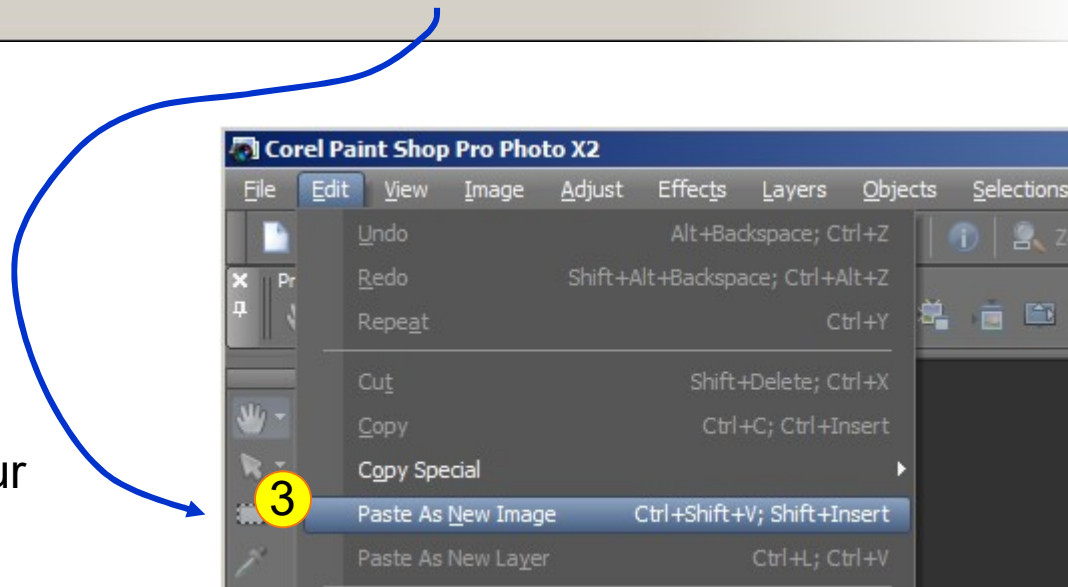 Corel Paint Shop Pro Photo X2
File Edit View Image Adjust Effects Layers Objects Selections
Undo Alt+Backspace; Ctrl+Z
Z
Pr
Redo Shift+Alt+Backspace; Ctrl+Alt+Z
Repeat Ctrl+Y
Cut Shift+Delete; Ctrl+X
Copy Ctrl+C; Ctrl+Insert
ur
Copy Special
3
Paste As New Image Ctrl+Shift+V; Shift+Insert
Paste As New Layer Ctrl+L; Ctrl+V